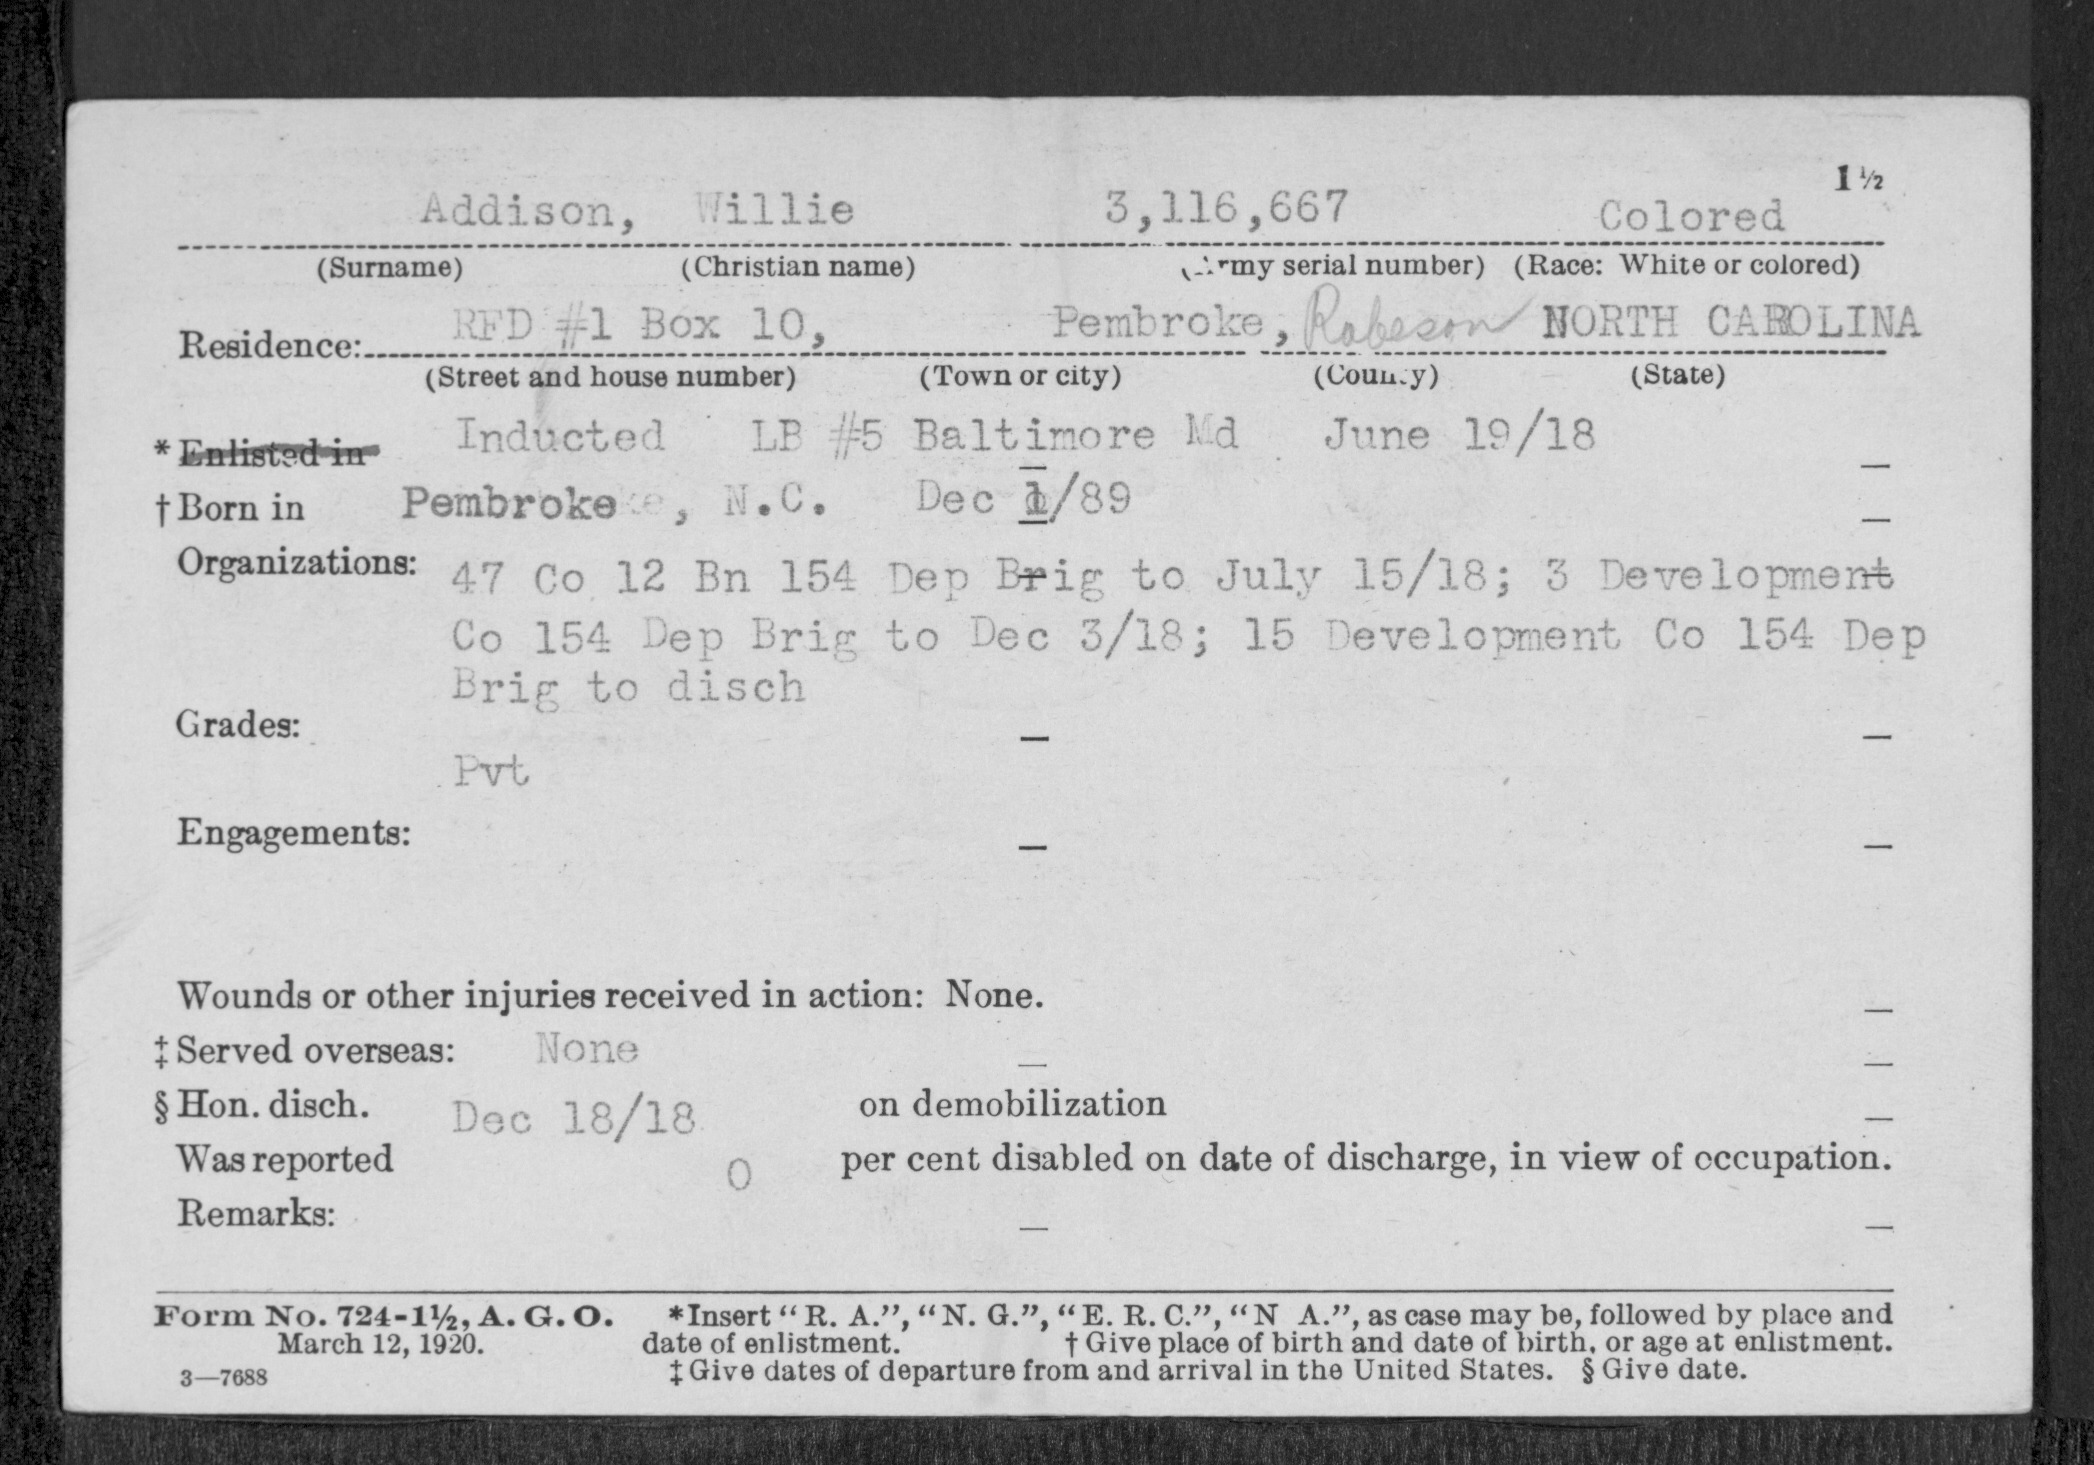 1 ½
Addison, Willie 3,116,667 Colored
(Surname) (Christian name) (Army serial number) (Race: White or colored)
Residence: RFD #1 Box 10, Pembroke, Robeson NORTH CAROLINA
(Street and house number) (Town or city) (County) (State)
* Enlisted in Inducted LB #5 Baltimore Md June 19/18 —
† Born in Pembroke, N.C. Dec 1/89 —
Organizations: 47 Co 12 Bn 154 Dep Brig to July 15/18; 3 Development
Co 154 Dep Brig to Dec 3/18; 15 Development Co 154 Dep
Brig to disch
Grades: — —
Pvt
Engagements: — —
Wounds or other injuries received in action: None. —
‡ Served overseas: None — —
§ Hon. disch. Dec 18/18 on demobilization —
Was reported 0 per cent disabled on date of discharge, in view of occupation.
Remarks: — —
Form No. 724-1½, A. G. O. *Insert "R. A.", "N. G.", "E. R. C.", "N A.", as case may be, followed by place and
March 12, 1920. date of enlistment. † Give place of birth and date of birth, or age at enlistment.
3—7688 ‡ Give dates of departure from and arrival in the United States. § Give date.